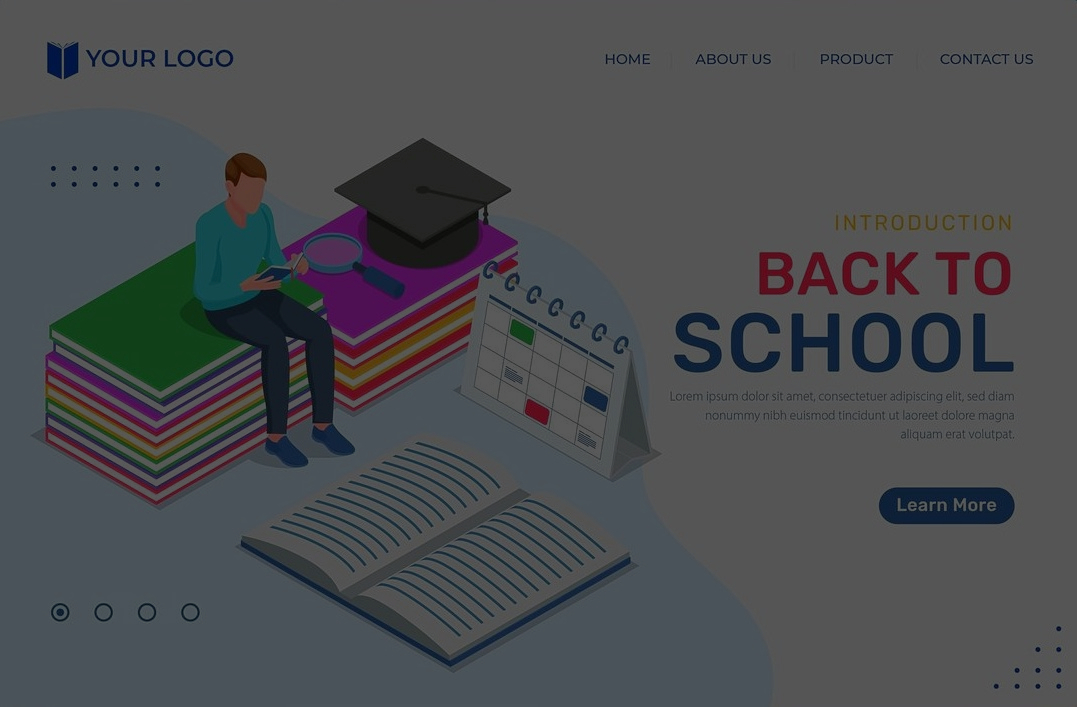 YOUR LOGO
HOME
ABOUT US
PRODUCT
CONTACT US
INTRODUCTION
BACK TO
SCHOOL
Lorem ipsum dolor sit amet, consectetuer adipiscing elit, sed diam
nonummy nibh euismod tincidunt ut laoreet dolore magna
aliquam erat volutpat.
Learn More